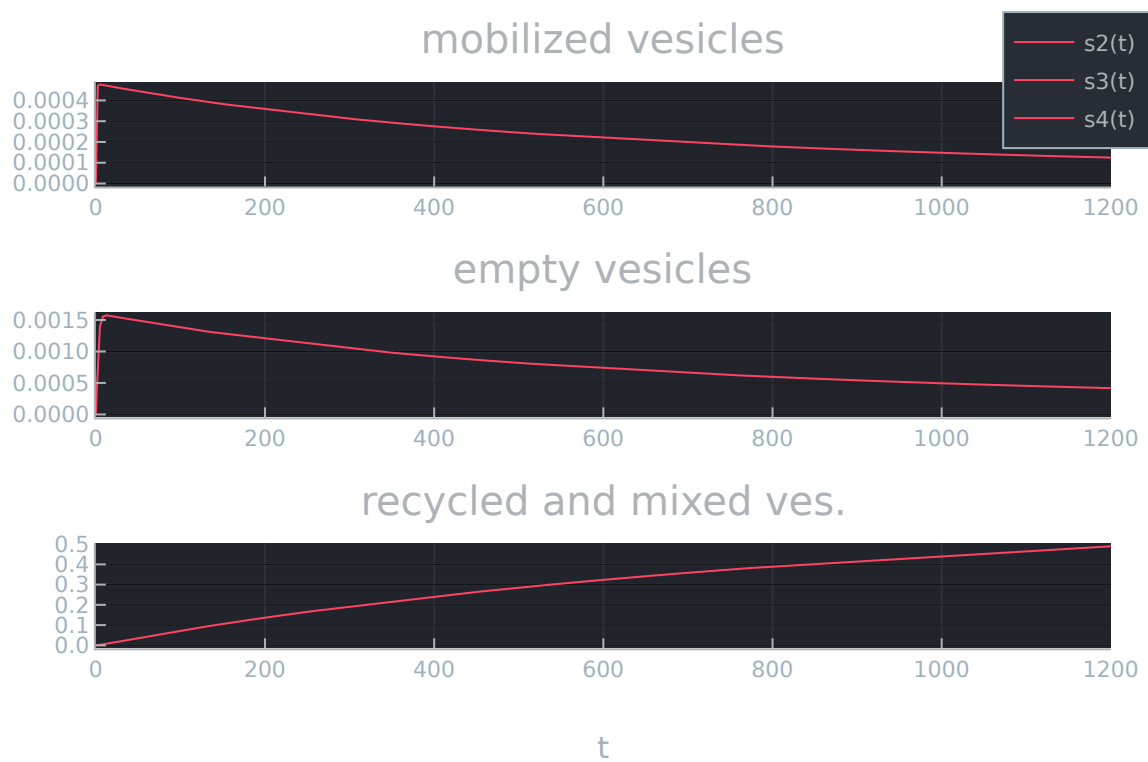 mobilized vesicles
s2(t)
s3(t)
s4(t)
0.0004
0.0003
0.0002
0.0001
0.0000
0 200 400 600 800 1000 1200
empty vesicles
0.0015
0.0010
0.0005
0.0000
0 200 400 600 800 1000 1200
recycled and mixed ves.
0.5
0.4
0.3
0.2
0.1
0.0
0 200 400 600 800 1000 1200
t